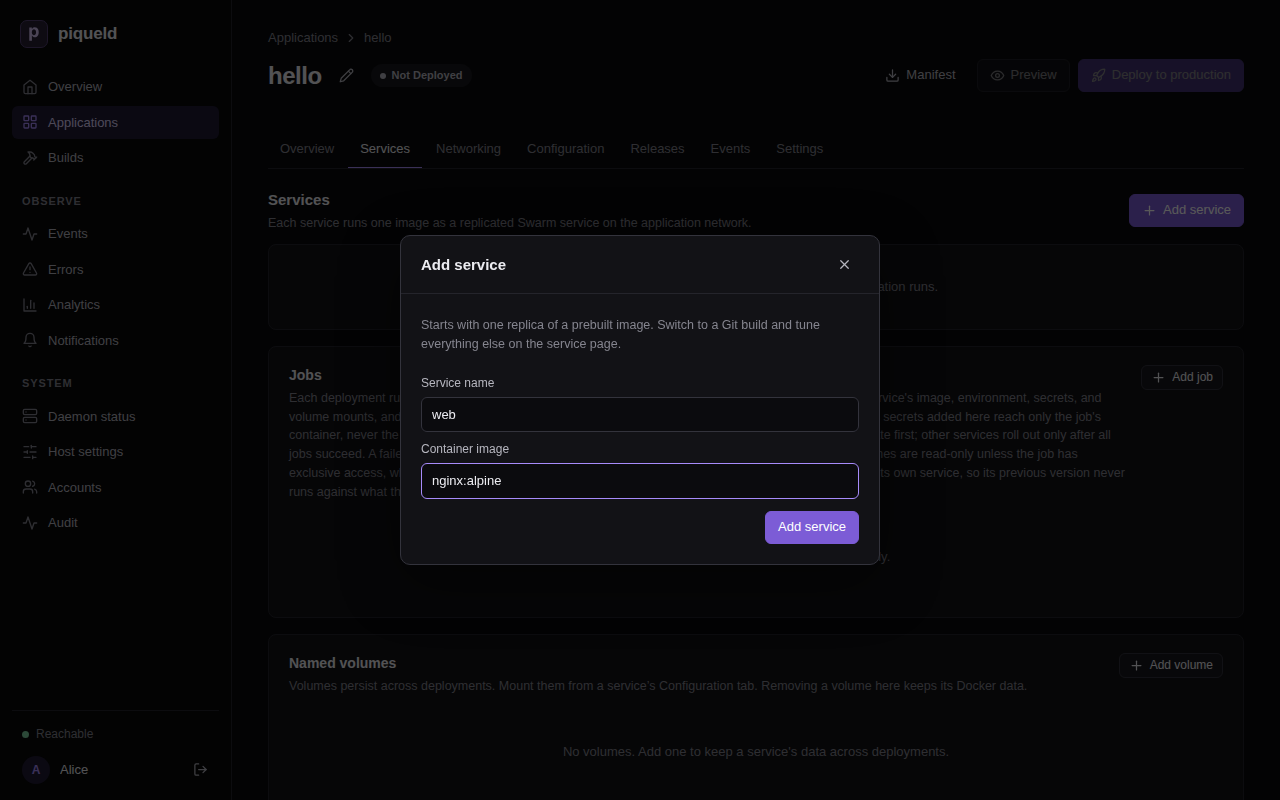 p piqueld
Overview
Applications
Builds
OBSERVE
Events
Errors
Analytics
Notifications
SYSTEM
Daemon status
Host settings
Accounts
Audit
Reachable
A Alice
Applications > hello
hello Not Deployed
Manifest Preview Deploy to production
Overview Services Networking Configuration Releases Events Settings
Services
Each service runs one image as a replicated Swarm service on the application network.
Add service
ation runs.
Add service
Starts with one replica of a prebuilt image. Switch to a Git build and tune
everything else on the service page.
Service name
web
Container image
nginx:alpine
Add service
Jobs
Add job
Each deployment ru rvice's image, environment, secrets, and
volume mounts, and secrets added here reach only the job's
container, never the te first; other services roll out only after all
jobs succeed. A faile nes are read-only unless the job has
exclusive access, w ts own service, so its previous version never
runs against what th
y.
Named volumes
Add volume
Volumes persist across deployments. Mount them from a service's Configuration tab. Removing a volume here keeps its Docker data.
No volumes. Add one to keep a service's data across deployments.